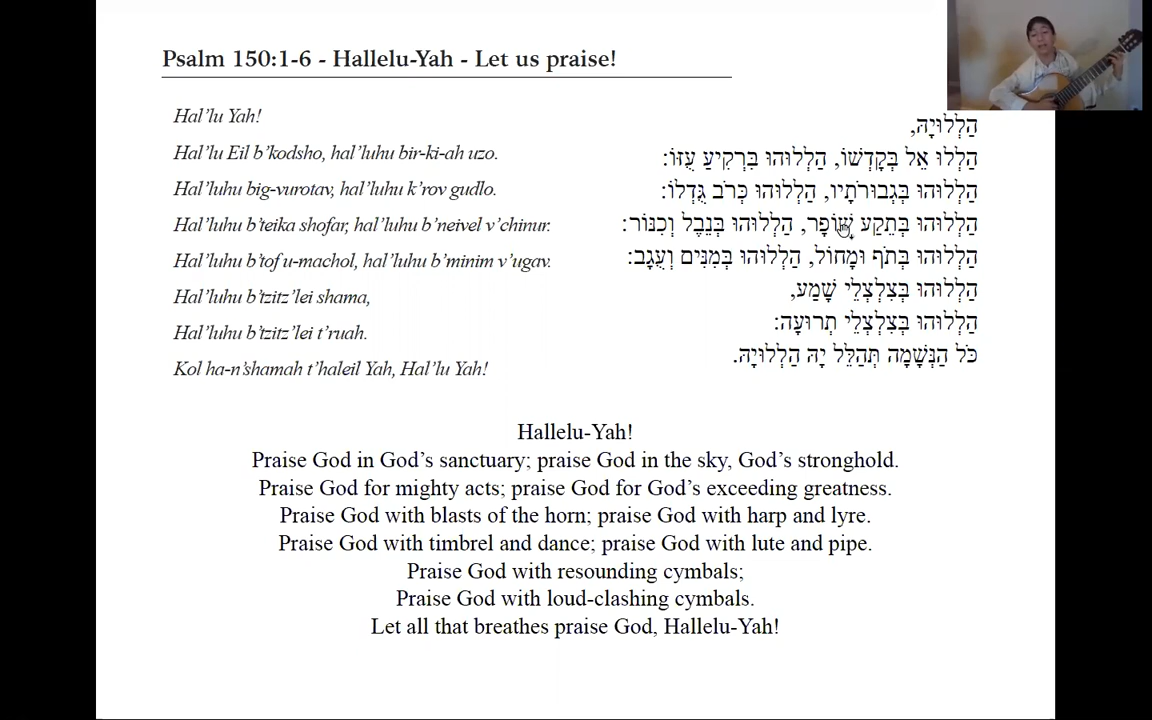 Psalm 150:1-6 - Hallelu-Yah - Let us praise!
Hal’lu Yah!
Hal’lu Eil b’kodsho, hal’luhu bir-ki-ah uzo.
Hal’luhu big-vurotav, hal’luhu k’rov gudlo.
Hal’luhu b’teika shofar, hal’luhu b’neivel v’chinur.
Hal’luhu b’tof u-machol, hal’luhu b’minim v’ugav.
Hal’luhu b’tzitz’lei shama,
Hal’luhu b’tzitz’lei t’ruah.
Kol ha-n’shamah t’haleil Yah, Hal’lu Yah!
הַלְלוּיָהּ,
הַלְלוּ אֵל בְּקָדְשׁוֹ, הַלְלוּהוּ בִּרְקִיעַ עֻזּוֹ:
הַלְלוּהוּ בִּגְבוּרֹתָיו, הַלְלוּהוּ כְּרֹב גֻּדְלוֹ:
הַלְלוּהוּ בְּתֵקַע שׁוֹפָר, הַלְלוּהוּ בְּנֵבֶל וְכִנּוֹר:
הַלְלוּהוּ בְּתֹף וּמָחוֹל, הַלְלוּהוּ בְּמִנִּים וְעֻגָב:
הַלְלוּהוּ בְּצִלְצְלֵי שָׁמַע,
הַלְלוּהוּ בְּצִלְצְלֵי תְרוּעָה:
כֹּל הַנְּשָׁמָה תְּהַלֵּל יָהּ הַלְלוּיָהּ.
Hallelu-Yah!
Praise God in God’s sanctuary; praise God in the sky, God’s stronghold.
Praise God for mighty acts; praise God for God’s exceeding greatness.
Praise God with blasts of the horn; praise God with harp and lyre.
Praise God with timbrel and dance; praise God with lute and pipe.
Praise God with resounding cymbals;
Praise God with loud-clashing cymbals.
Let all that breathes praise God, Hallelu-Yah!